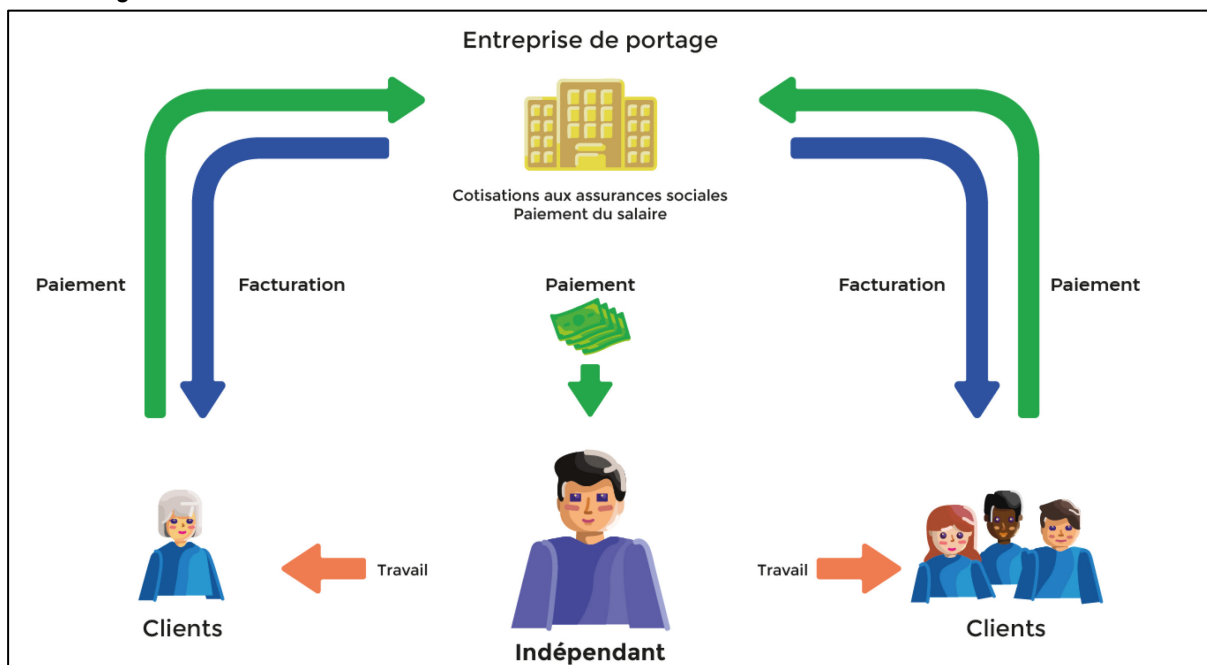 Entreprise de portage
Cotisations aux assurances sociales
Paiement du salaire
Paiement
Facturation
Paiement
Facturation
Paiement
Travail
Travail
Clients
Indépendant
Clients